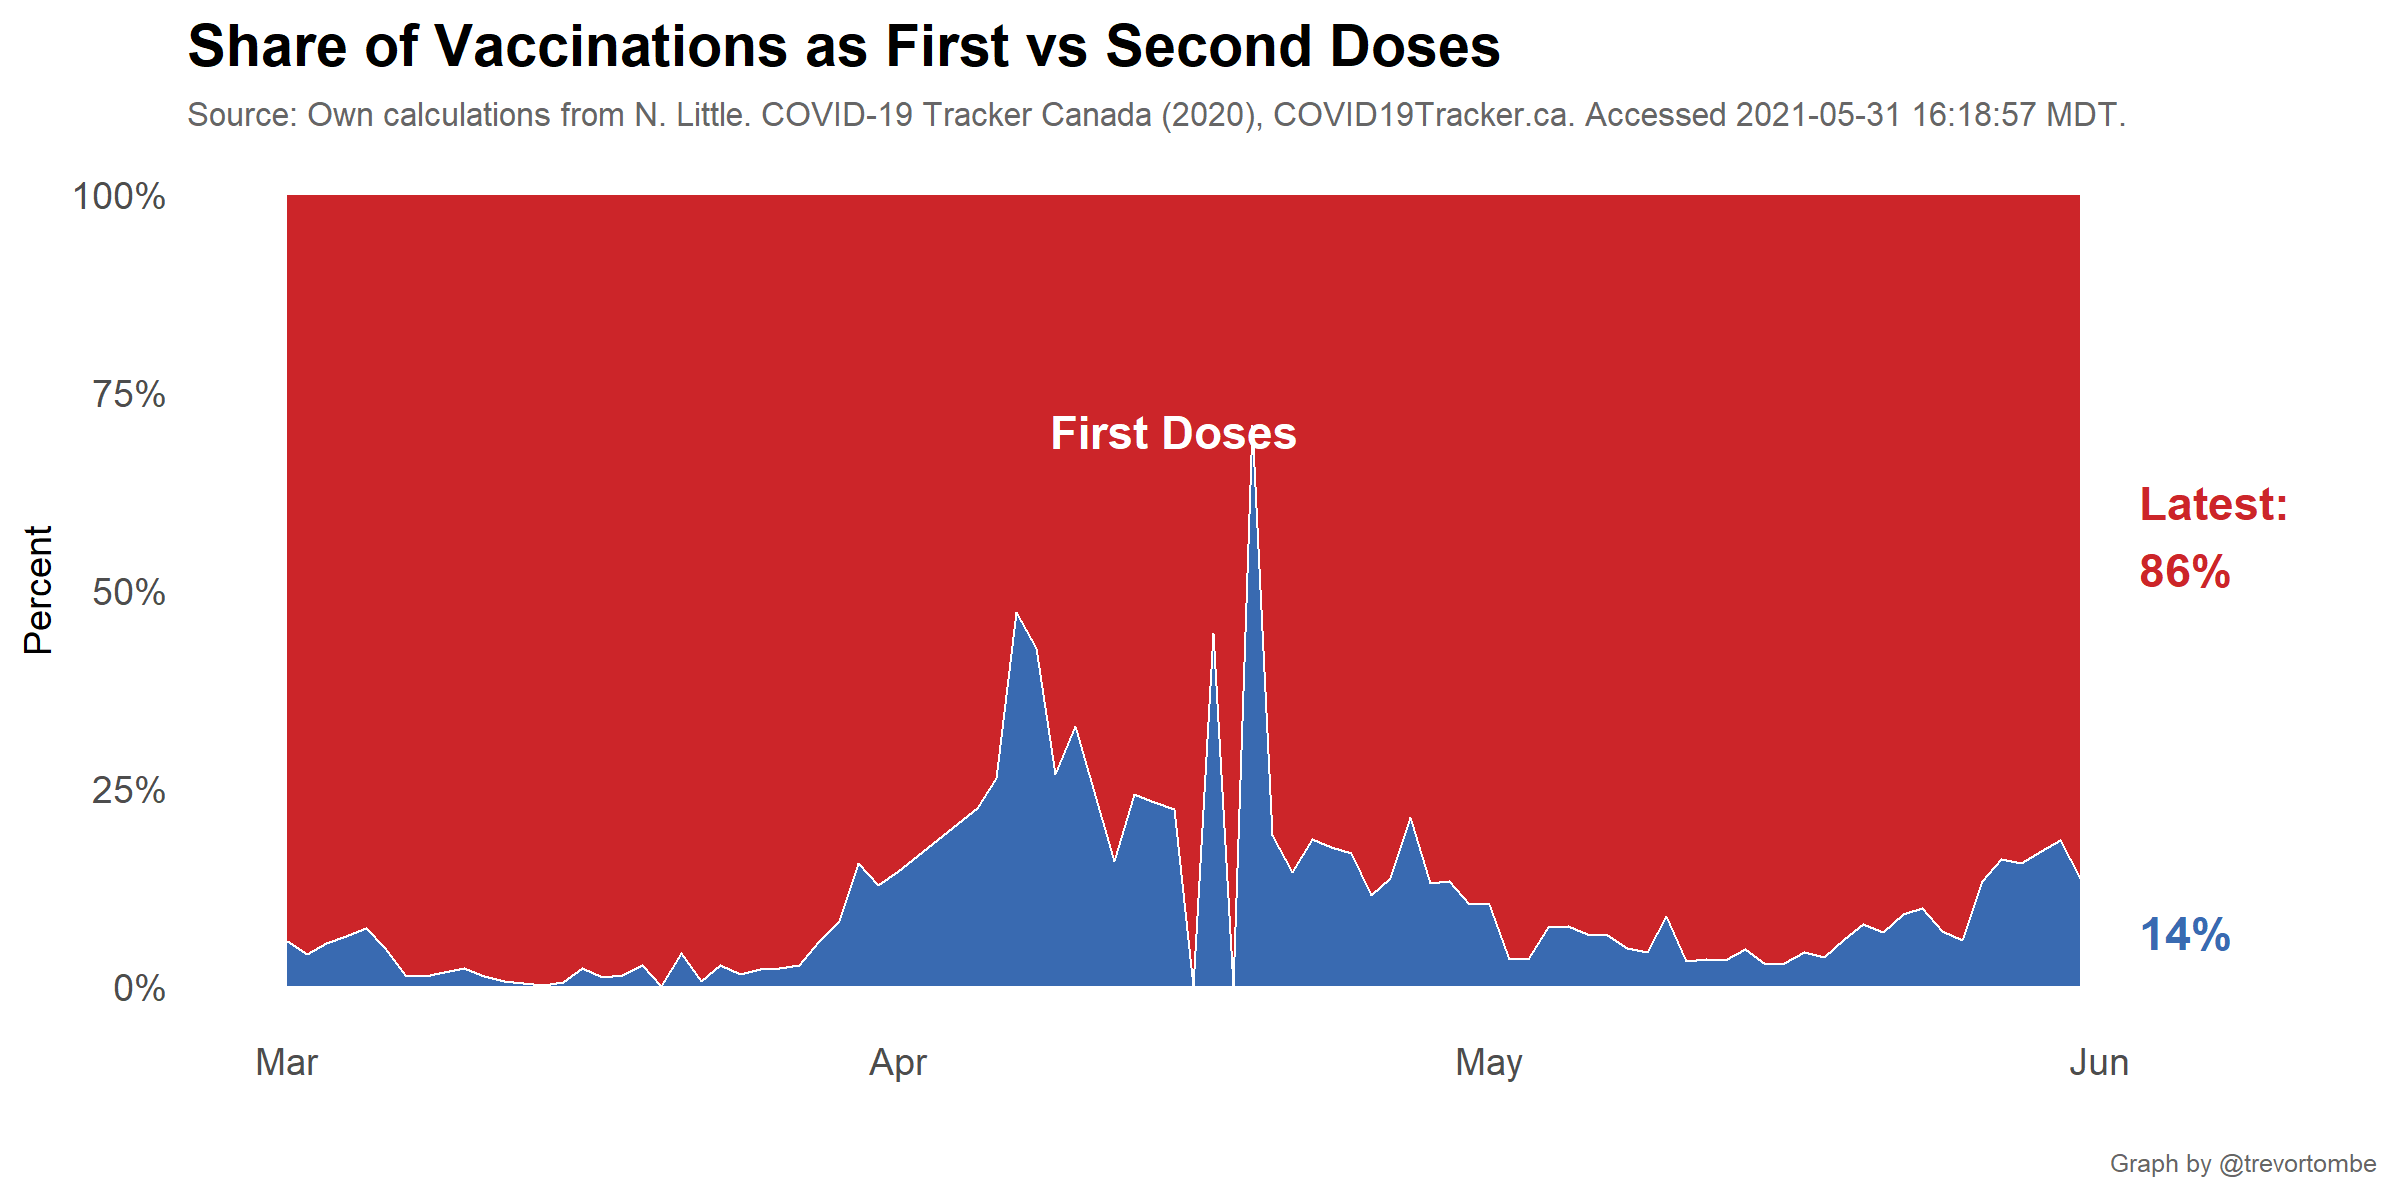 Share of Vaccinations as First vs Second Doses
Source: Own calculations from N. Little. COVID-19 Tracker Canada (2020), COVID19Tracker.ca. Accessed 2021-05-31 16:18:57 MDT.
100%
75%
50%
25%
0%
Percent
First Doses
Latest:
86%
14%
Mar
Apr
May
Jun
Graph by @trevortombe